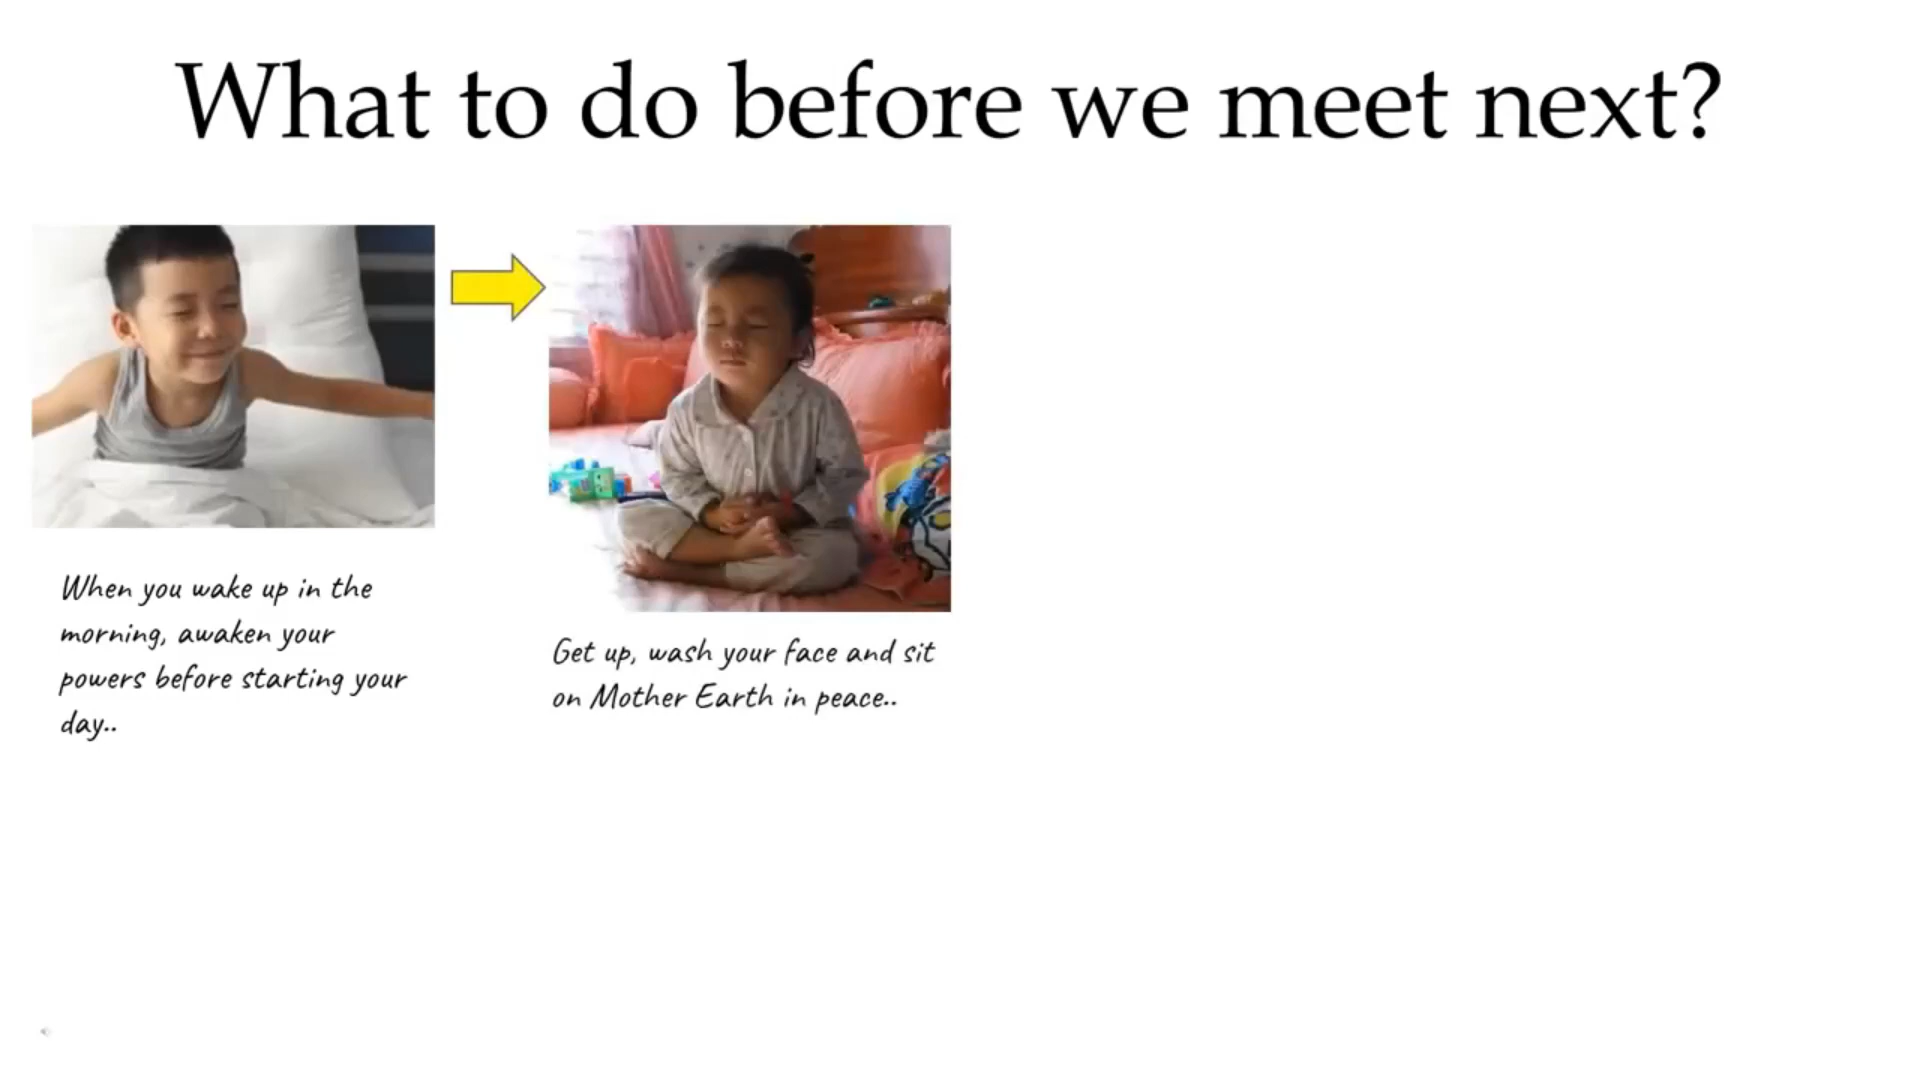 What to do before we meet next?
When you wake up in the
morning, awaken your
powers before starting your
day..
Get up, wash your face and sit
on Mother Earth in peace..